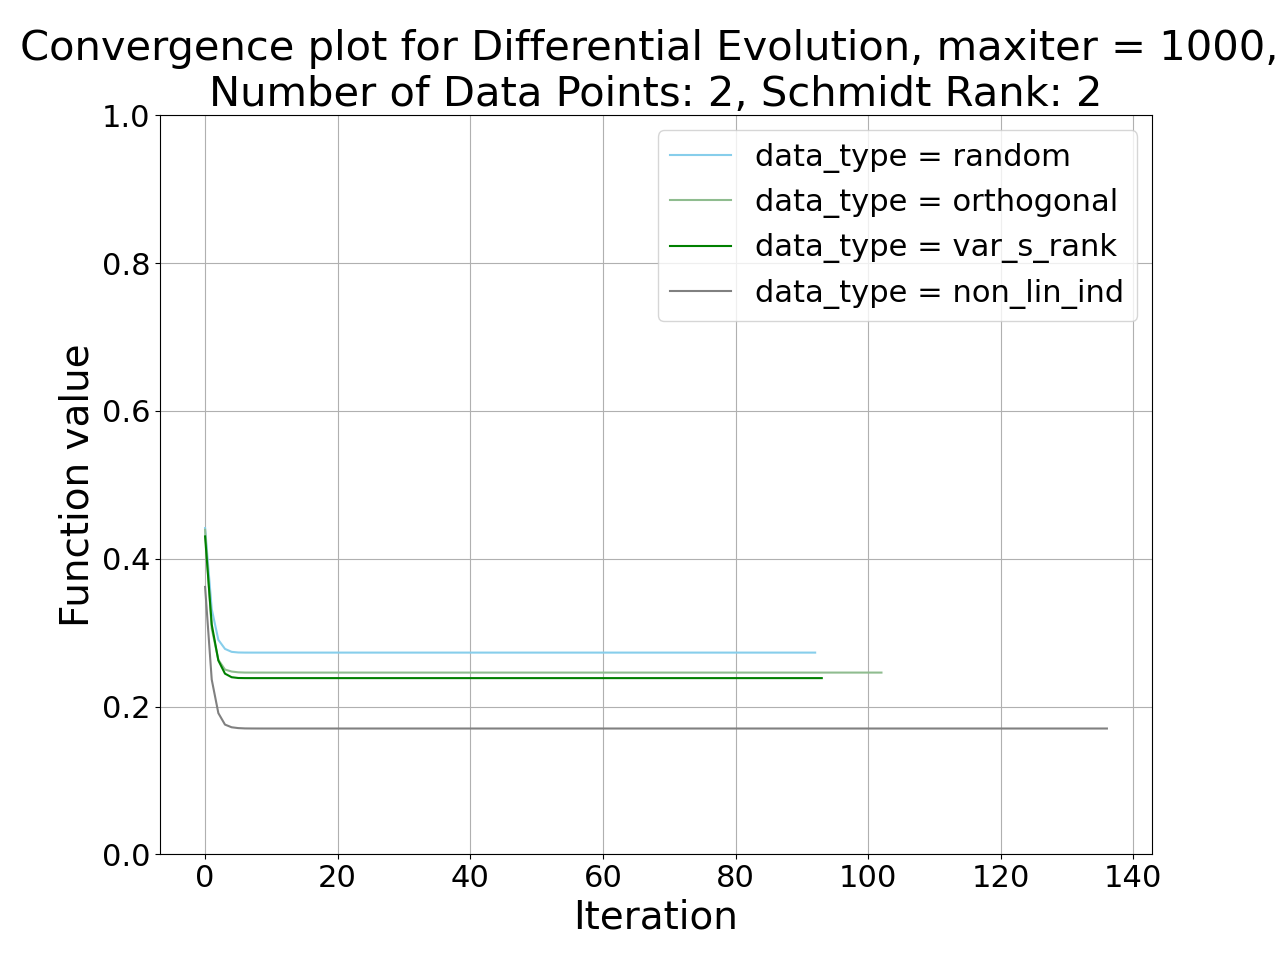 Convergence plot for Differential Evolution, maxiter = 1000,
Number of Data Points: 2, Schmidt Rank: 2
1.0
0.8
0.6
0.4
0.2
0.0
Function value
data_type = random
data_type = orthogonal
data_type = var_s_rank
data_type = non_lin_ind
0 20 40 60 80 100 120 140
Iteration